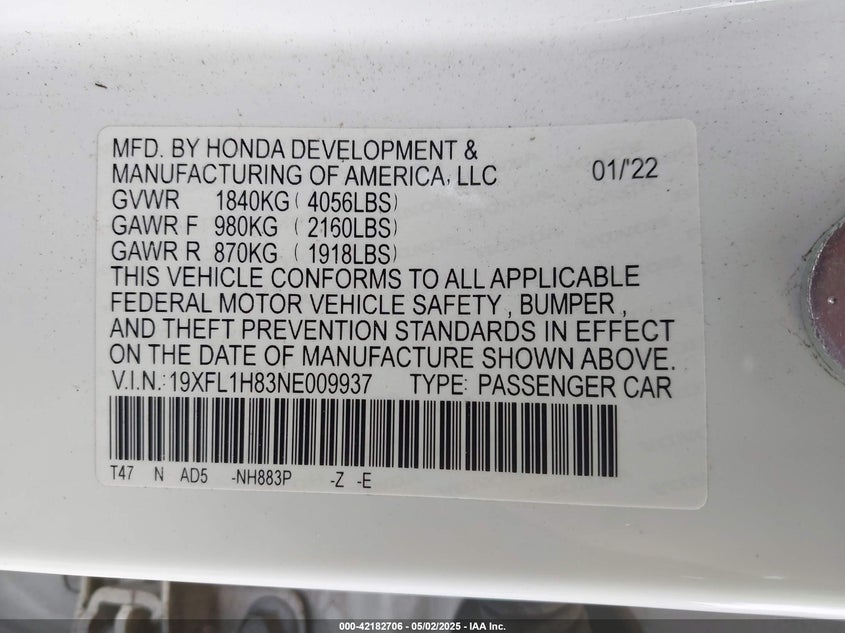 MFD. BY HONDA DEVELOPMENT &
MANUFACTURING OF AMERICA, LLC 01/'22
GVWR 1840KG ( 4056LBS)
GAWR F 980KG ( 2160LBS)
GAWR R 870KG ( 1918LBS)
THIS VEHICLE CONFORMS TO ALL APPLICABLE
FEDERAL MOTOR VEHICLE SAFETY , BUMPER ,
AND THEFT PREVENTION STANDARDS IN EFFECT
ON THE DATE OF MANUFACTURE SHOWN ABOVE.
V.I.N.: 19XFL1H83NE009937 TYPE: PASSENGER CAR
T47 N AD5 -NH883P -Z -E
000-42182706 - 05/02/2025 - IAA Inc.